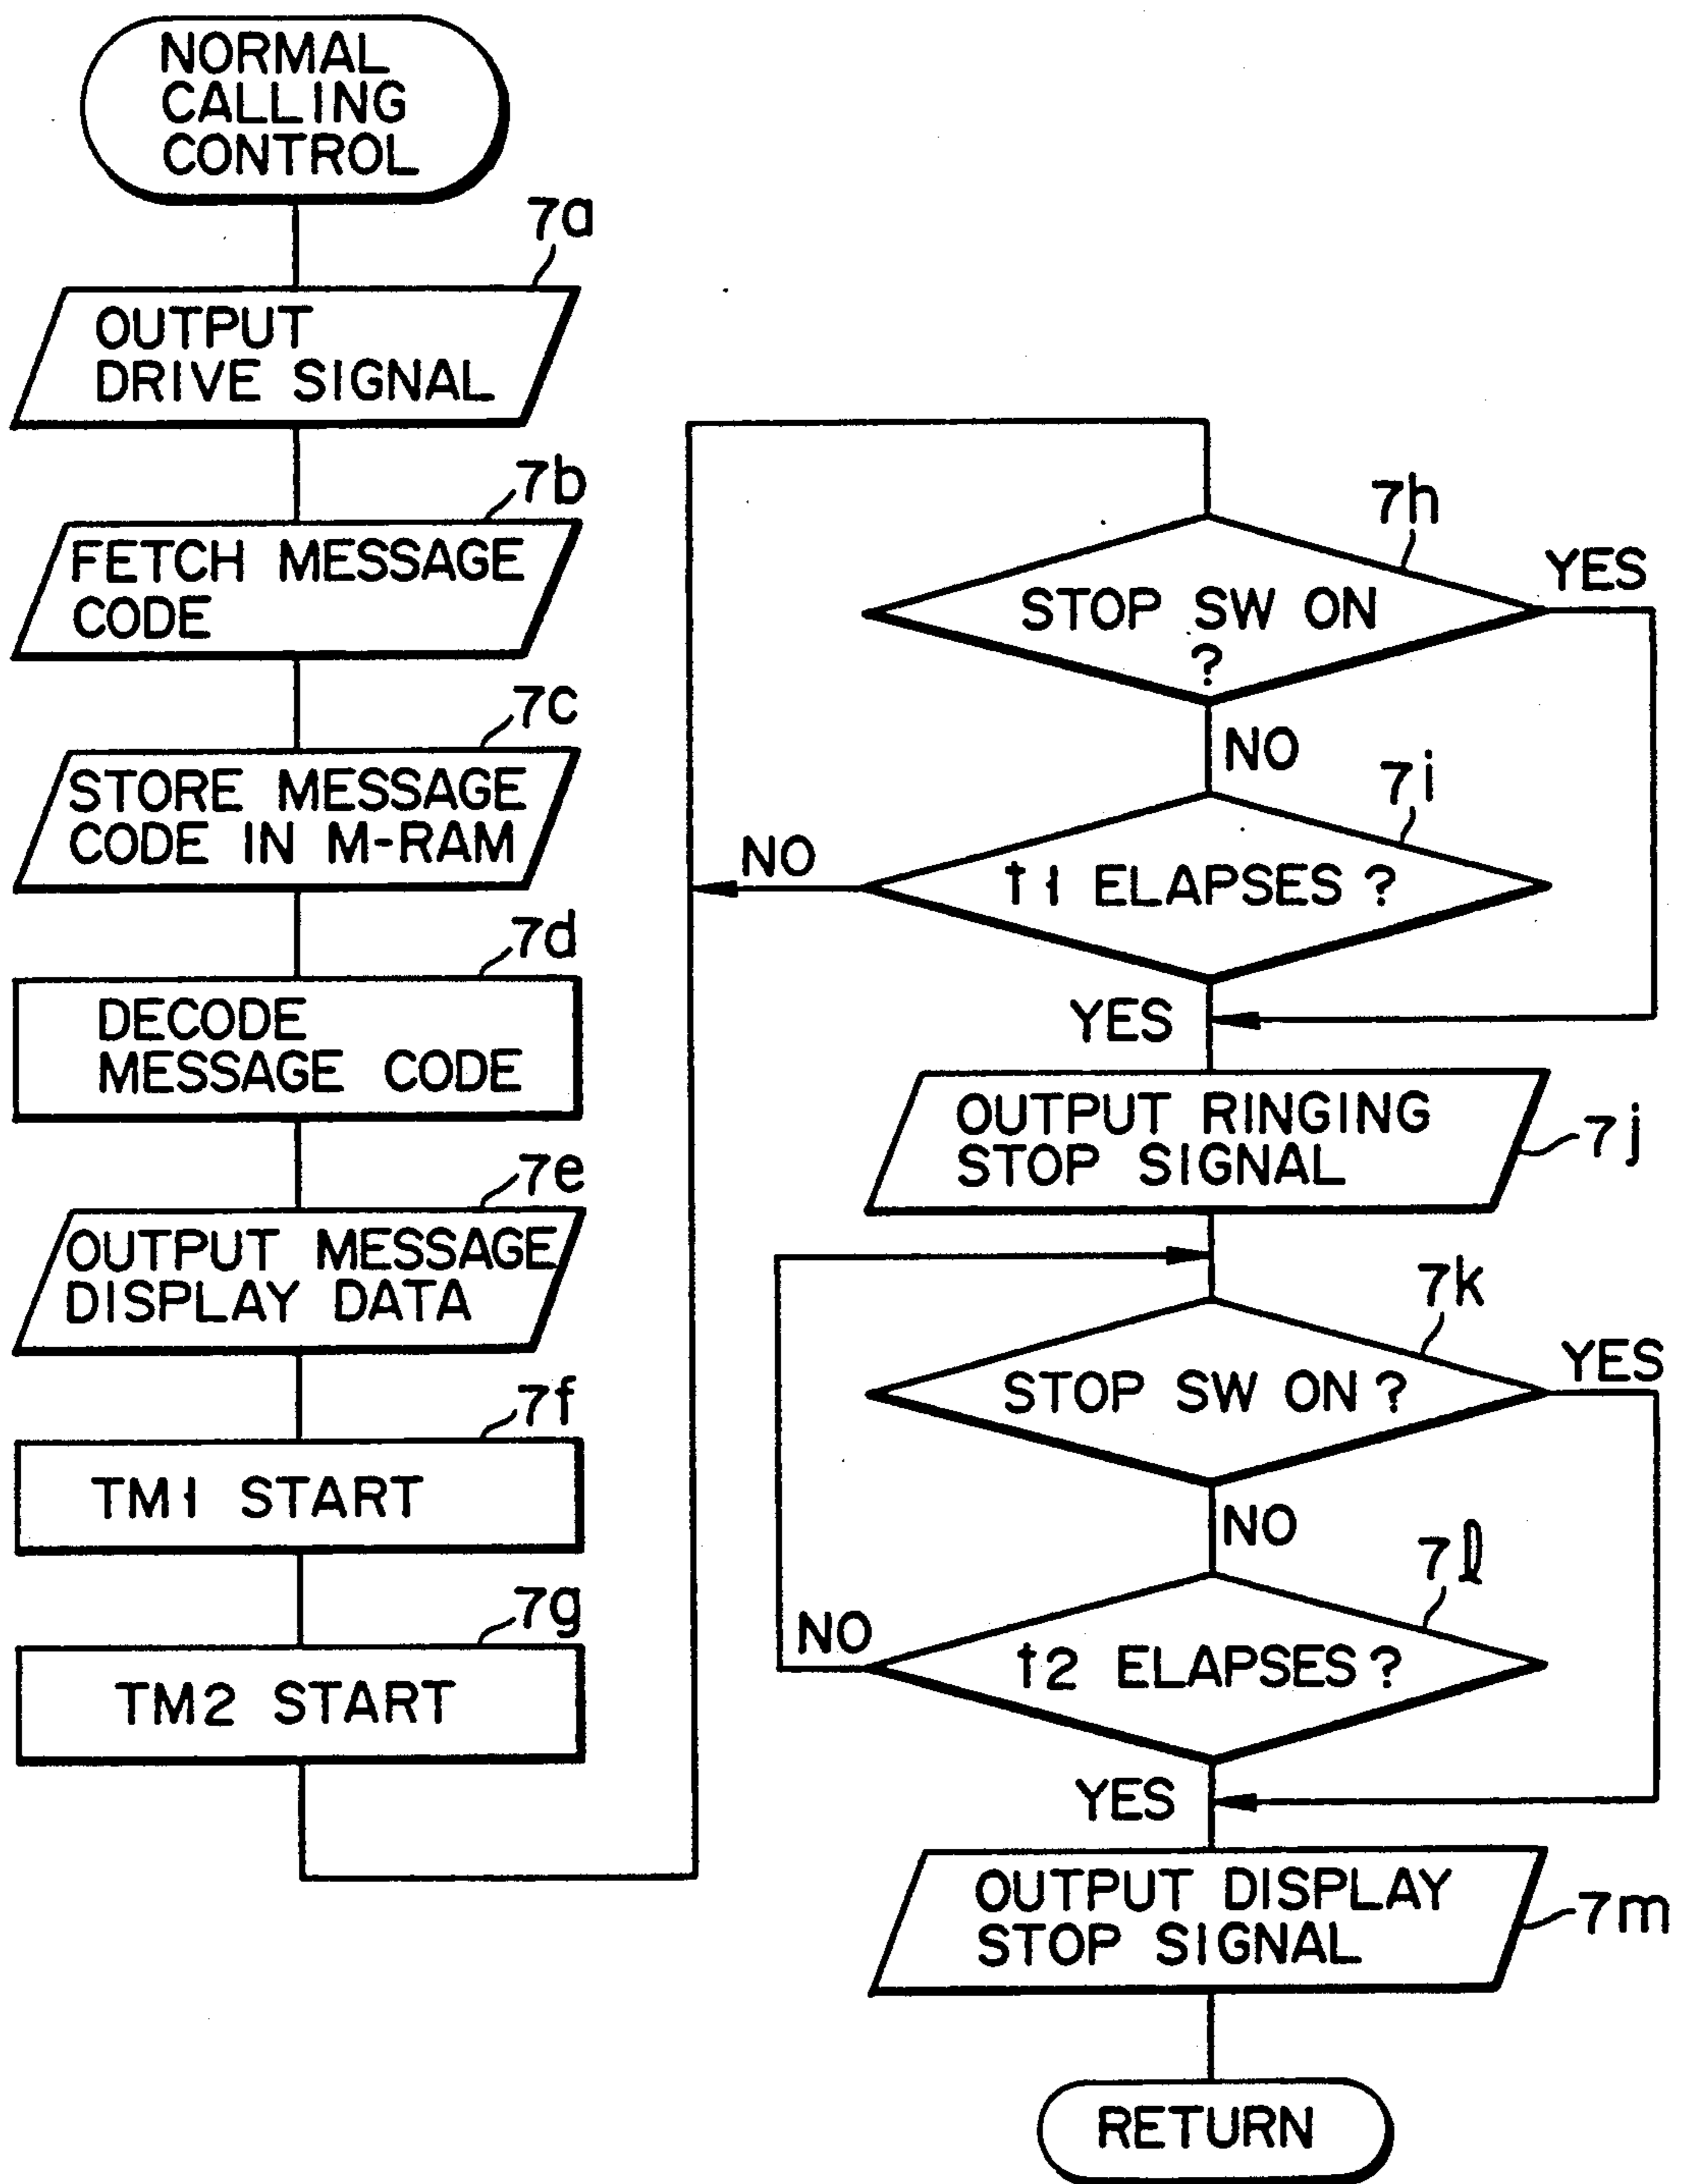 NORMAL
CALLING
CONTROL
7a
OUTPUT
DRIVE SIGNAL
7b
FETCH MESSAGE
CODE
7c
STORE MESSAGE
CODE IN M-RAM
7d
DECODE
MESSAGE CODE
7e
OUTPUT MESSAGE
DISPLAY DATA
7f
TM1 START
7g
TM2 START
7h
STOP SW ON
?
YES
NO
7i
t1 ELAPSES ?
NO
YES
OUTPUT RINGING
STOP SIGNAL
7j
7k
STOP SW ON ?
YES
NO
7l
t2 ELAPSES ?
NO
YES
OUTPUT DISPLAY
STOP SIGNAL
7m
RETURN